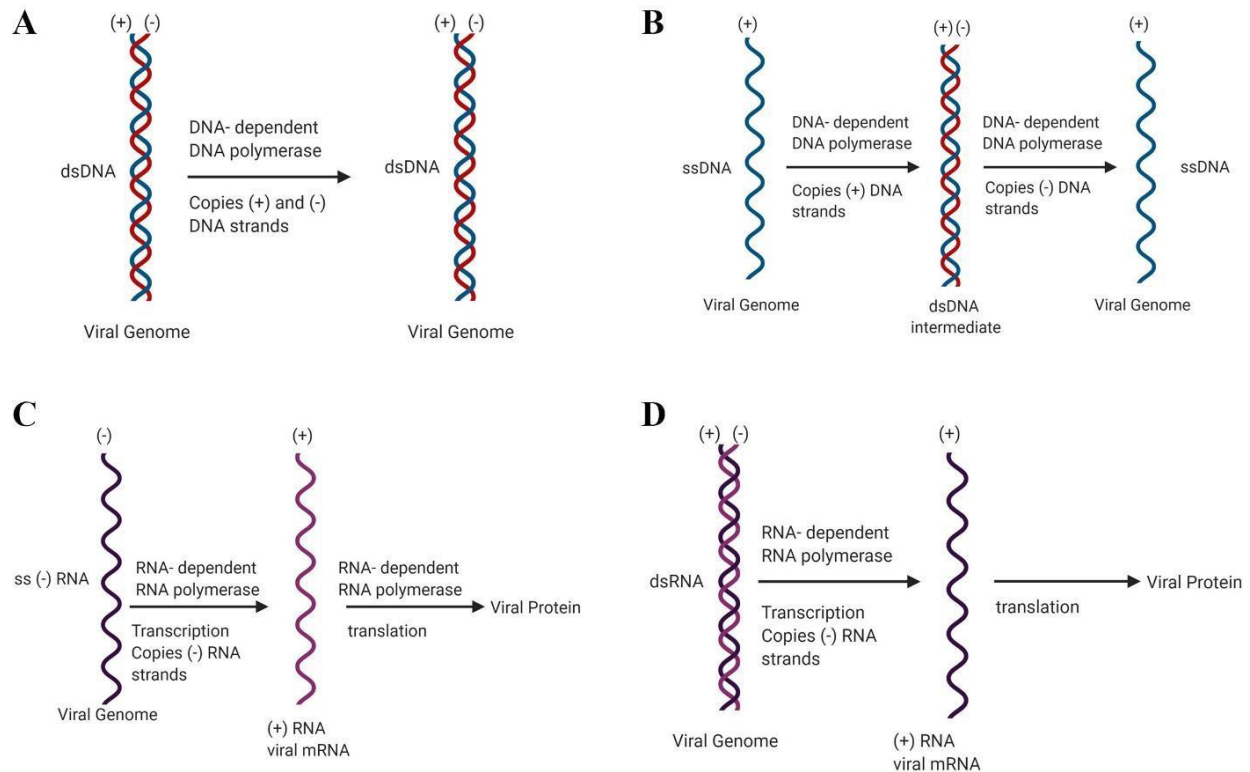 A
(+) (-)
dsDNA
DNA- dependent
DNA polymerase
Copies (+) and (-)
DNA strands
dsDNA
Viral Genome
Viral Genome
B
(+)
(+) (-)
(+)
ssDNA
DNA- dependent
DNA polymerase
Copies (+) DNA
strands
DNA- dependent
DNA polymerase
Copies (-) DNA
strands
ssDNA
Viral Genome
dsDNA
intermediate
Viral Genome
(+) (-)
C
(-)
(+)
ss (-) RNA
RNA- dependent
RNA polymerase
Transcription
Copies (-) RNA
strands
RNA- dependent
RNA polymerase
translation
Viral Protein
Viral Genome
(+) RNA
viral mRNA
D
(+) (-)
(+)
dsRNA
RNA- dependent
RNA polymerase
Transcription
Copies (-) RNA
strands
translation
Viral Protein
Viral Genome
(+) RNA
viral mRNA